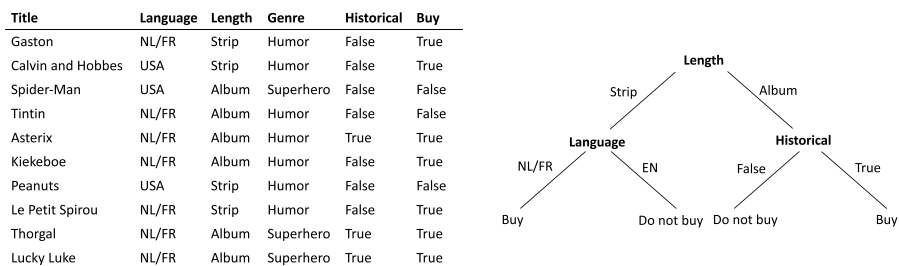 Title Language Length Genre Historical Buy
Gaston NL/FR Strip Humor False True
Calvin and Hobbes USA Strip Humor False True
Spider-Man USA Album Superhero False False
Tintin NL/FR Album Humor False False
Asterix NL/FR Album Humor True True
Kiekeboe NL/FR Album Humor False True
Peanuts USA Strip Humor False False
Le Petit Spirou NL/FR Strip Humor False True
Thorgal NL/FR Album Superhero True True
Lucky Luke NL/FR Album Superhero True True
Length
Strip Album
Language Historical
NL/FR EN False True
Buy Do not buy Do not buy Buy